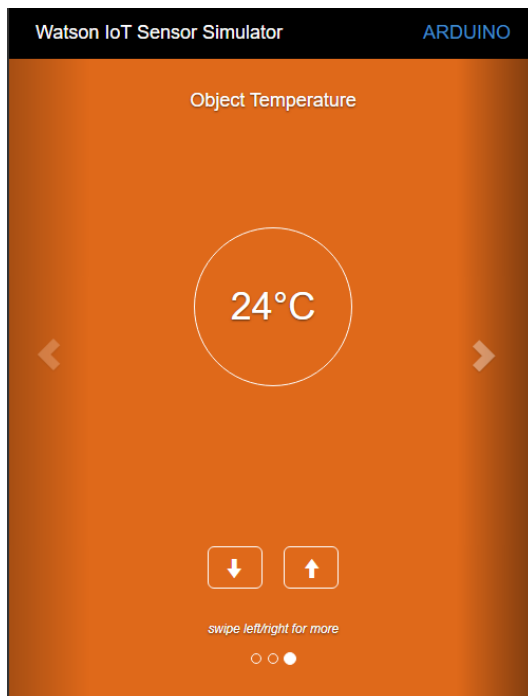 Watson IoT Sensor Simulator ARDUINO
Object Temperature
24°C
swipe left/right for more